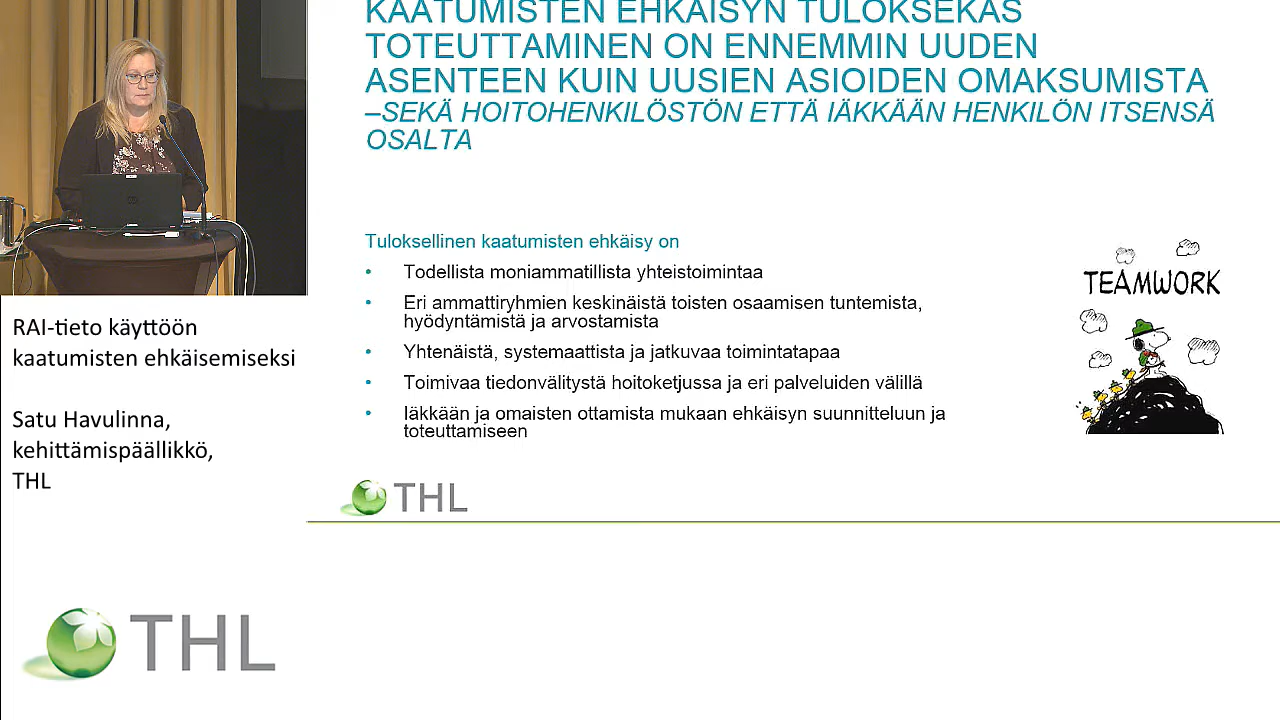 KAATUMISTEN EHKÄISYN TULOKSEKAS
TOTEUTTAMINEN ON ENNEMMIN UUDEN
ASENTEEN KUIN UUSIEN ASIOIDEN OMAKSUMISTA
–SEKÄ HOITOHENKILÖSTÖN ETTÄ IÄKKÄÄN HENKILÖN ITSENSÄ
OSALTA
Tuloksellinen kaatumisten ehkäisy on
• Todellista moniammatillista yhteistoimintaa
• Eri ammattiryhmien keskinäistä toisten osaamisen tuntemista,
hyödyntämistä ja arvostamista
• Yhtenäistä, systemaattista ja jatkuvaa toimintatapaa
• Toimivaa tiedonvälitystä hoitoketjussa ja eri palveluiden välillä
• Iäkkään ja omaisten ottamista mukaan ehkäisyn suunnitteluun ja
toteuttamiseen
TEAMWORK
THL
RAI-tieto käyttöön
kaatumisten ehkäisemiseksi
Satu Havulinna,
kehittämispäällikkö,
THL
THL